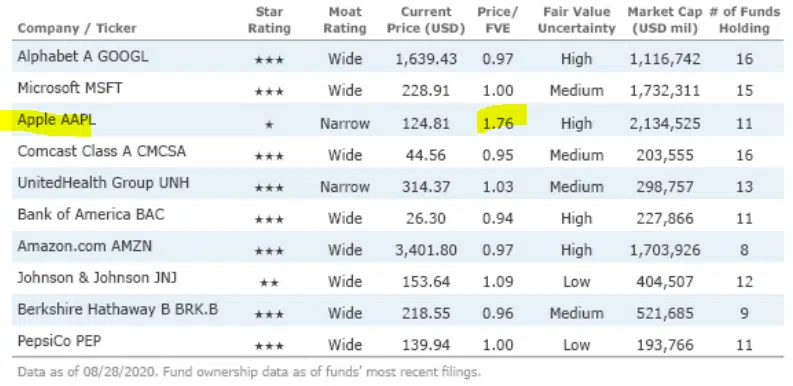 Company / Ticker Star Rating Moat Rating Current Price (USD) Price/ FVE Fair Value Uncertainty Market Cap (USD mil) # of Funds Holding
Alphabet A GOOGL ★★★ Wide 1,639.43 0.97 High 1,116,742 16
Microsoft MSFT ★★★ Wide 228.91 1.00 Medium 1,732,311 15
Apple AAPL ★ Narrow 124.81 1.76 High 2,134,525 11
Comcast Class A CMCSA ★★★ Wide 44.56 0.95 Medium 203,555 16
UnitedHealth Group UNH ★★★ Narrow 314.37 1.03 Medium 298,757 13
Bank of America BAC ★★★ Wide 26.30 0.94 High 227,866 11
Amazon.com AMZN ★★★ Wide 3,401.80 0.97 High 1,703,926 8
Johnson & Johnson JNJ ★★ Wide 153.64 1.09 Low 404,507 12
Berkshire Hathaway B BRK.B ★★★ Wide 218.55 0.96 Medium 521,685 9
PepsiCo PEP ★★★ Wide 139.94 1.00 Low 193,766 11
Data as of 08/28/2020. Fund ownership data as of funds' most recent filings.